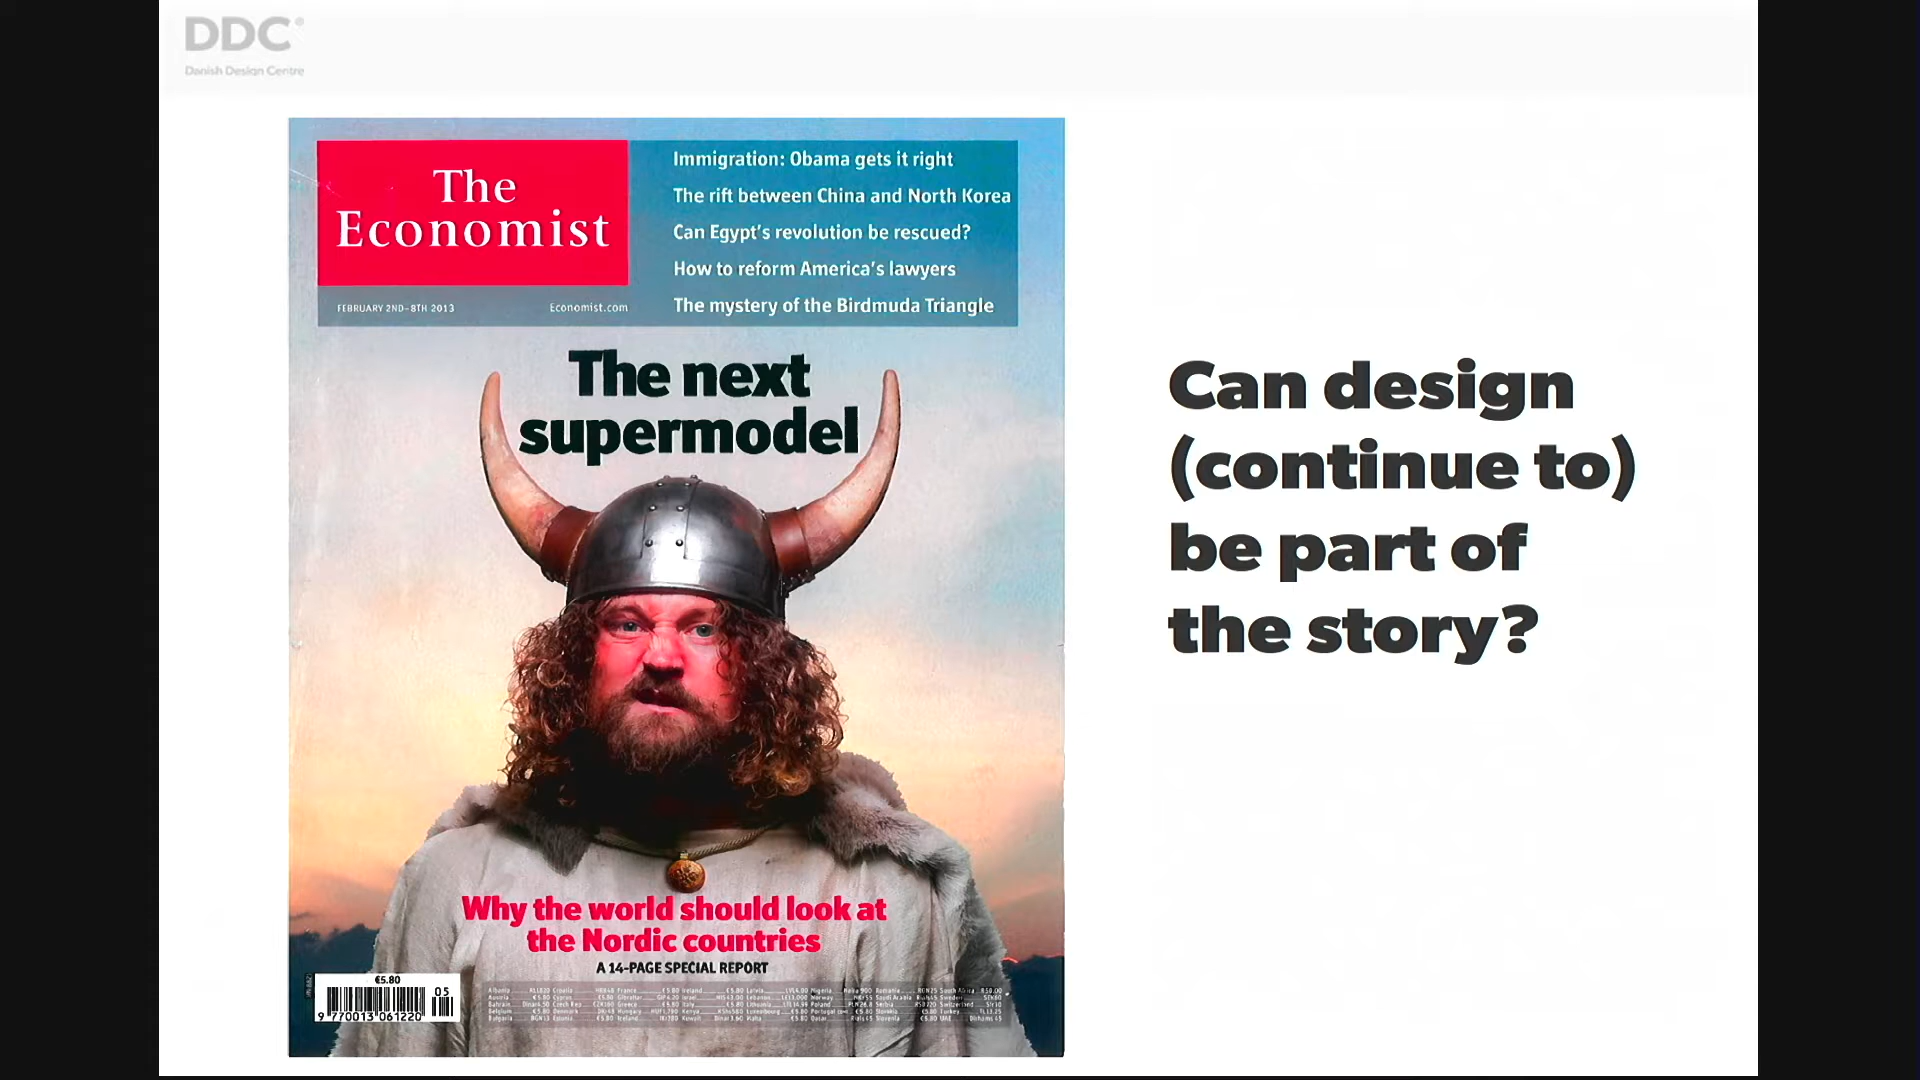 DDC
Danish Design Centre
The
Economist
FEBRUARY 2ND–8TH 2013
Economist.com
Immigration: Obama gets it right
The rift between China and North Korea
Can Egypt's revolution be rescued?
How to reform America's lawyers
The mystery of the Birdmuda Triangle
The next
supermodel
Why the world should look at
the Nordic countries
A 14-PAGE SPECIAL REPORT
€5.80
05
9 770013 061220
Can design
(continue to)
be part of
the story?